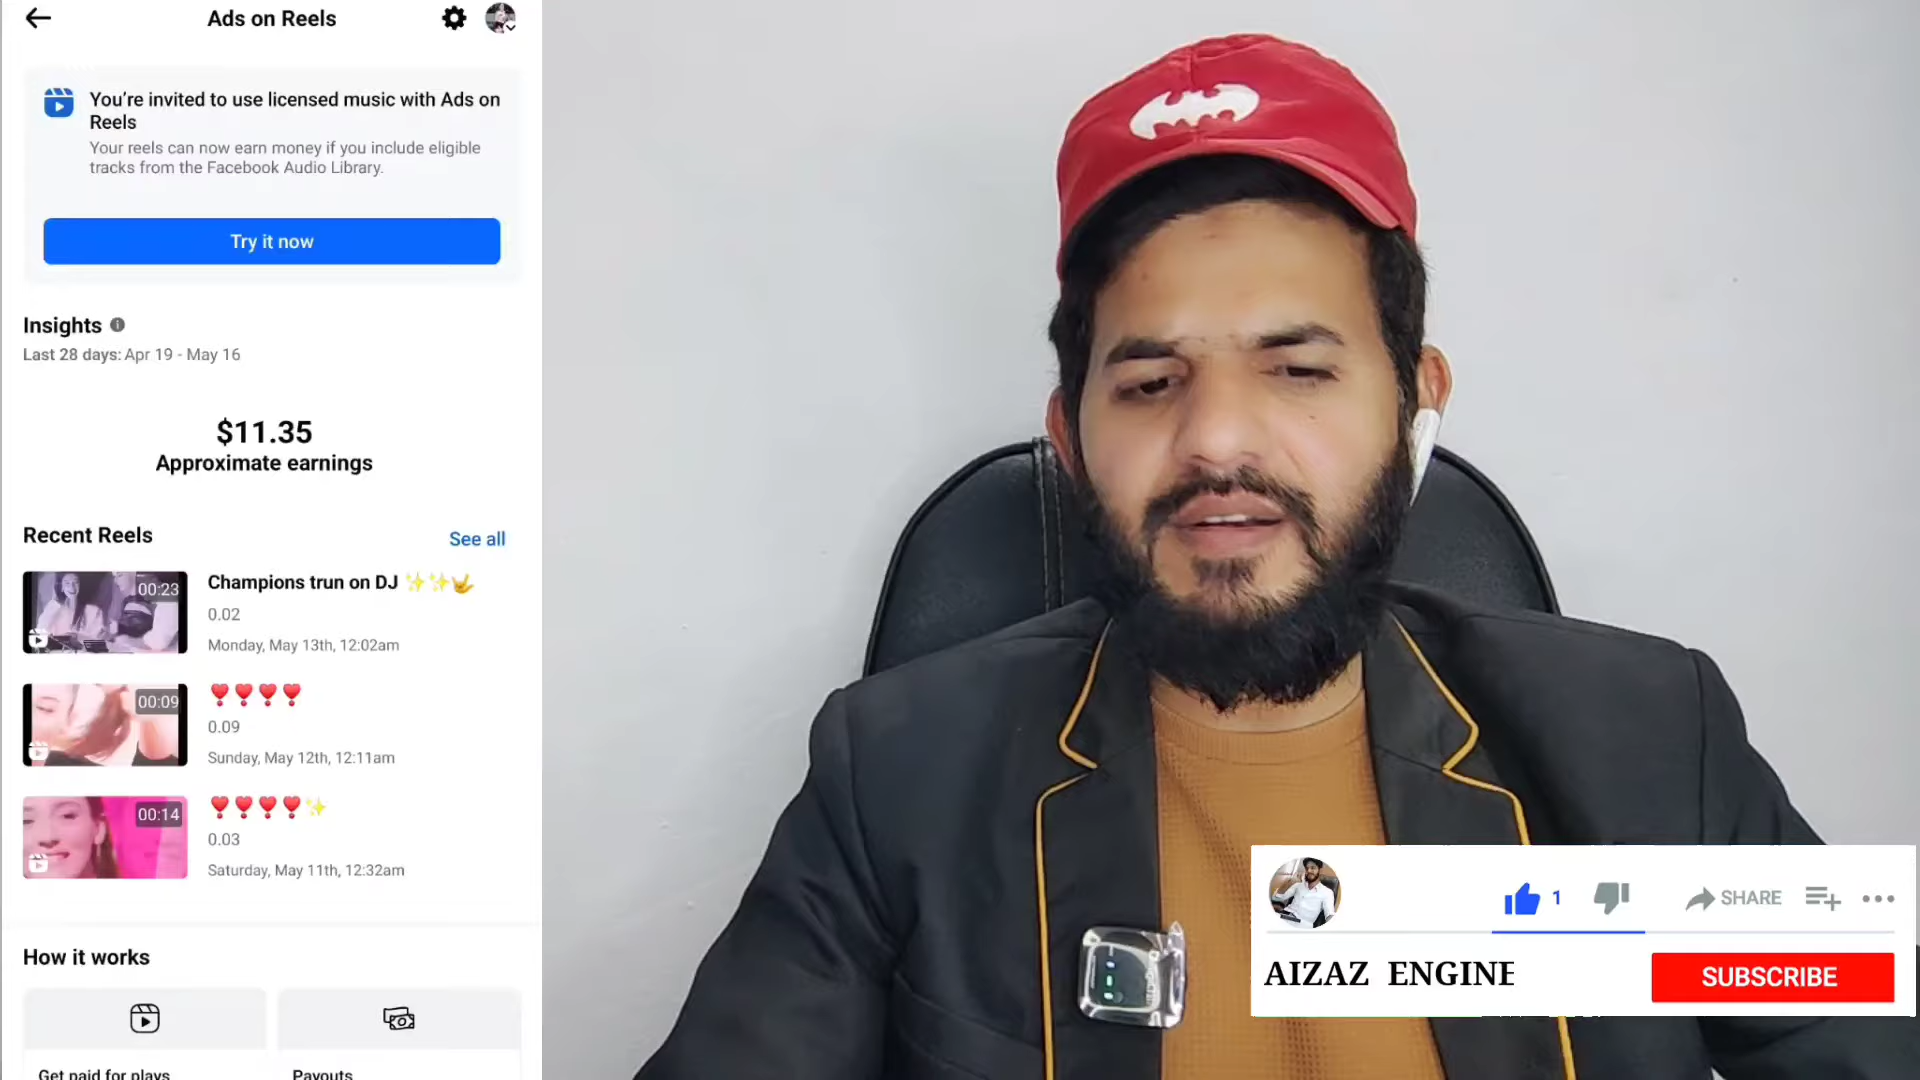 Ads on Reels
You're invited to use licensed music with Ads on
Reels
Your reels can now earn money if you include eligible
tracks from the Facebook Audio Library.
Try it now
Insights
Last 28 days: Apr 19 - May 16
$11.35
Approximate earnings
Recent Reels
See all
00:23
Champions trun on DJ ✨✨🤟
0.02
Monday, May 13th, 12:02am
00:09
❣❣❣❣
0.09
Sunday, May 12th, 12:11am
00:14
❣❣❣❣✨
0.03
Saturday, May 11th, 12:32am
How it works
Get paid for plays
Payouts
1
SHARE
AIZAZ ENGINE
SUBSCRIBE